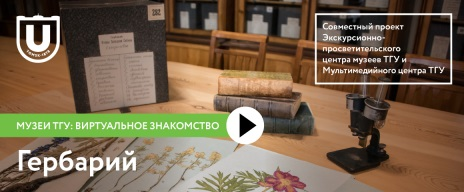 Совместный проект
Экскурсионно-
просветительского
центра музеев ТГУ и
Мультимедийного центра ТГУ
МУЗЕИ ТГУ: ВИРТУАЛЬНОЕ ЗНАКОМСТВО
Гербарий